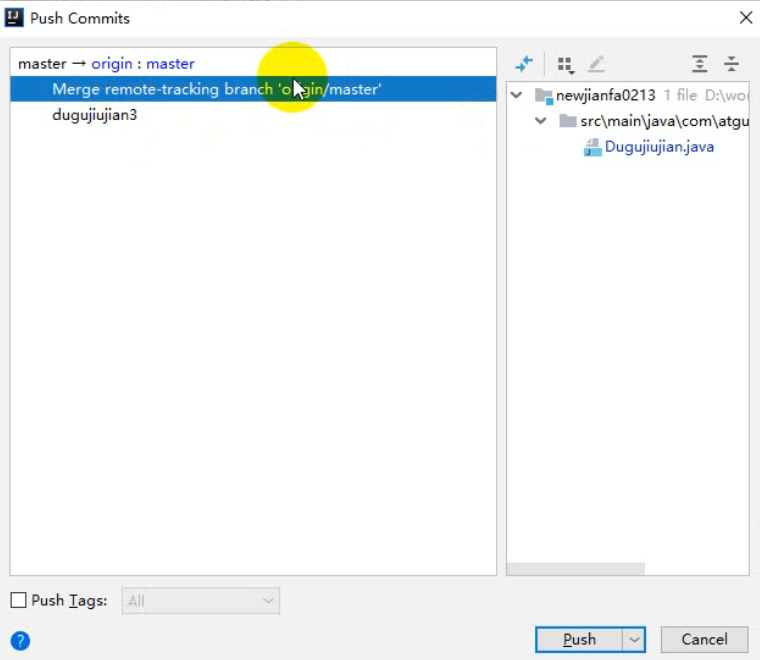 Push Commits
master → origin : master
Merge remote-tracking branch 'origin/master'
dugujiujian3
newjianfa0213 1 file D:\wo
src\main\java\com\atgu
Dugujiujian.java
Push Tags: All
? Push Cancel